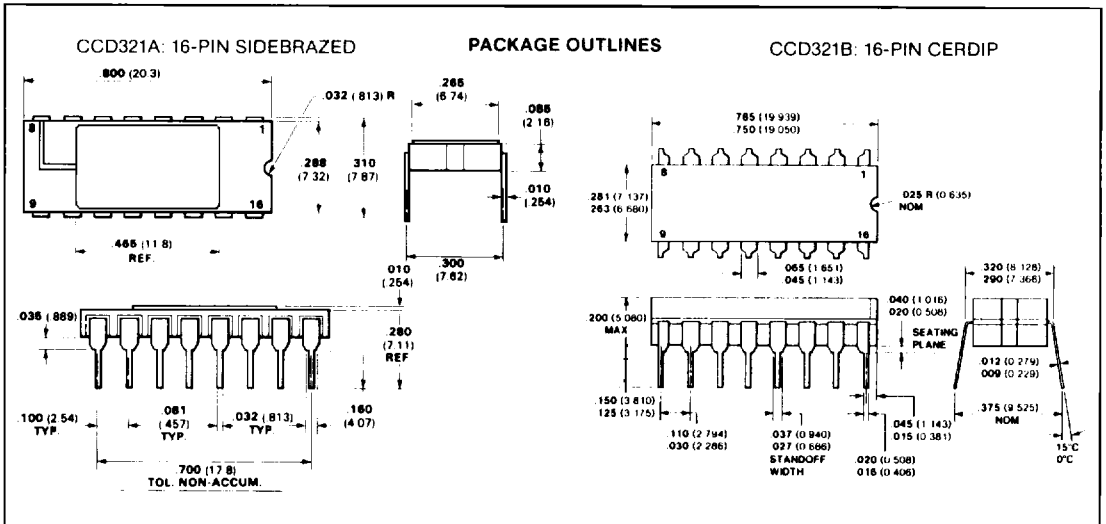 CCD321A: 16-PIN SIDEBRAZED
PACKAGE OUTLINES
CCD321B: 16-PIN CERDIP
.800 (20.3)
.032 (.813) R
8
1
9
16
.288
(7.32)
.310
(7.87)
.465 (11.8)
REF.
.265
(6.74)
.085
(2.16)
.010
(.254)
.300
(7.62)
.010
(.254)
.035 (.889)
.280
(7.11)
REF
.160
(4.07)
.100 (2.54)
TYP.
.081
(.457)
TYP.
.032 (.813)
TYP.
.700 (17.8)
TOL. NON-ACCUM.
.785 (19.939)
.750 (19.050)
8
1
9
16
.281 (7.137)
.263 (6.680)
.025 R (0.635)
NOM
.065 (1.651)
.045 (1.143)
.200 (5.080)
MAX
.040 (1.016)
.020 (0.508)
SEATING
PLANE
.320 (8.128)
.290 (7.366)
.012 (0.279)
.009 (0.229)
.150 (3.810)
.125 (3.175)
.110 (2.794)
.030 (2.286)
.037 (0.940)
.027 (0.686)
STANDOFF
WIDTH
.045 (1.143)
.015 (0.381)
.020 (0.508)
.016 (0.406)
.375 (9.525)
NOM
15°C
0°C